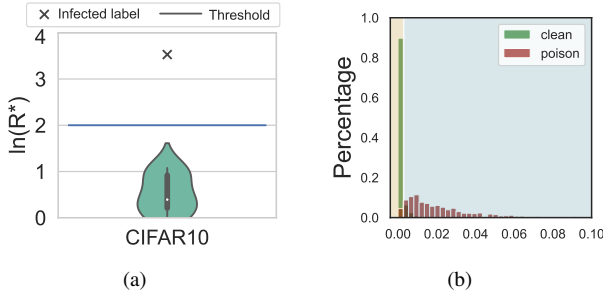 Infected label
Threshold
4
3
2
1
0
ln(R*)
CIFAR10
(a)
1.0
0.8
0.6
0.4
0.2
0.0
Percentage
clean
poison
0.00 0.02 0.04 0.06 0.08 0.10
(b)